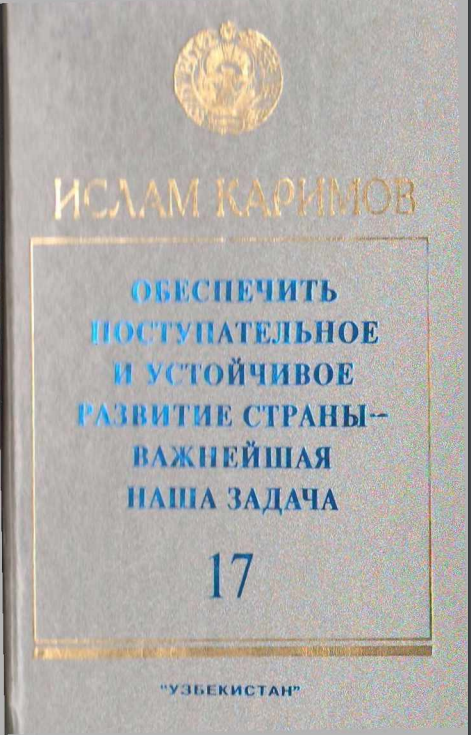 ИСЛАМ КАРИМОВ
ОБЕСПЕЧИТЬ
ПОСТУПАТЕЛЬНОЕ
И УСТОЙЧИВОЕ
РАЗВИТИЕ СТРАНЫ–
ВАЖНЕЙШАЯ
НАША ЗАДАЧА
17
"УЗБЕКИСТАН"